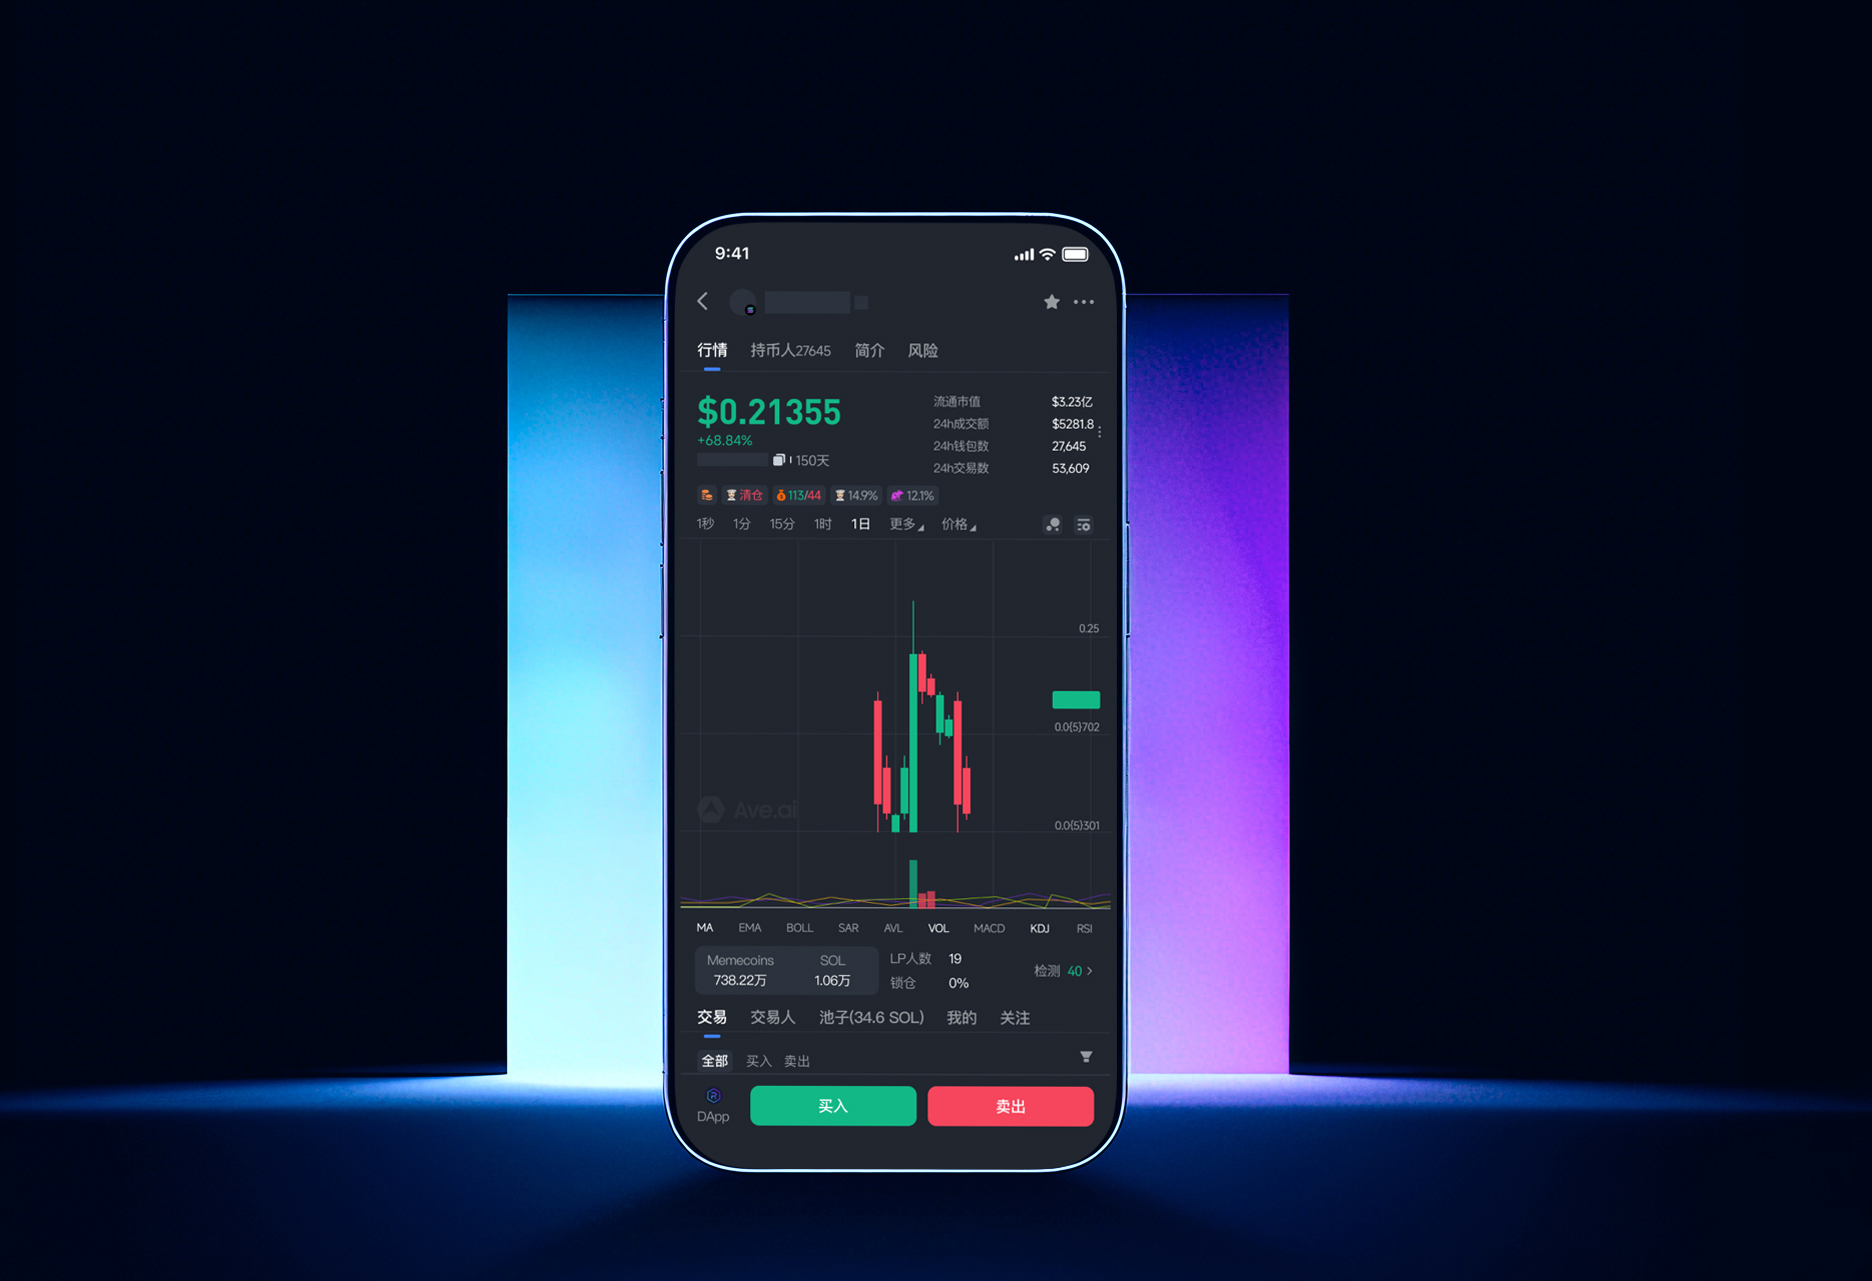 9:41
行情 持币人27645 简介 风险
$0.21355
+68.84%
150天
流通市值 $3.23亿
24h成交额 $5281.8
24h钱包数 27,645
24h交易数 53,609
清仓 113/44 14.9% 12.1%
1秒 1分 15分 1时 1日 更多 价格
0.25
0.0{5}702
Ave.ai
0.0{5}301
MA EMA BOLL SAR AVL VOL MACD KDJ RSI
Memecoins SOL
738.22万 1.06万
LP人数 19
锁仓 0%
检测 40
交易 交易人 池子(34.6 SOL) 我的 关注
全部 买入 卖出
DApp
买入
卖出